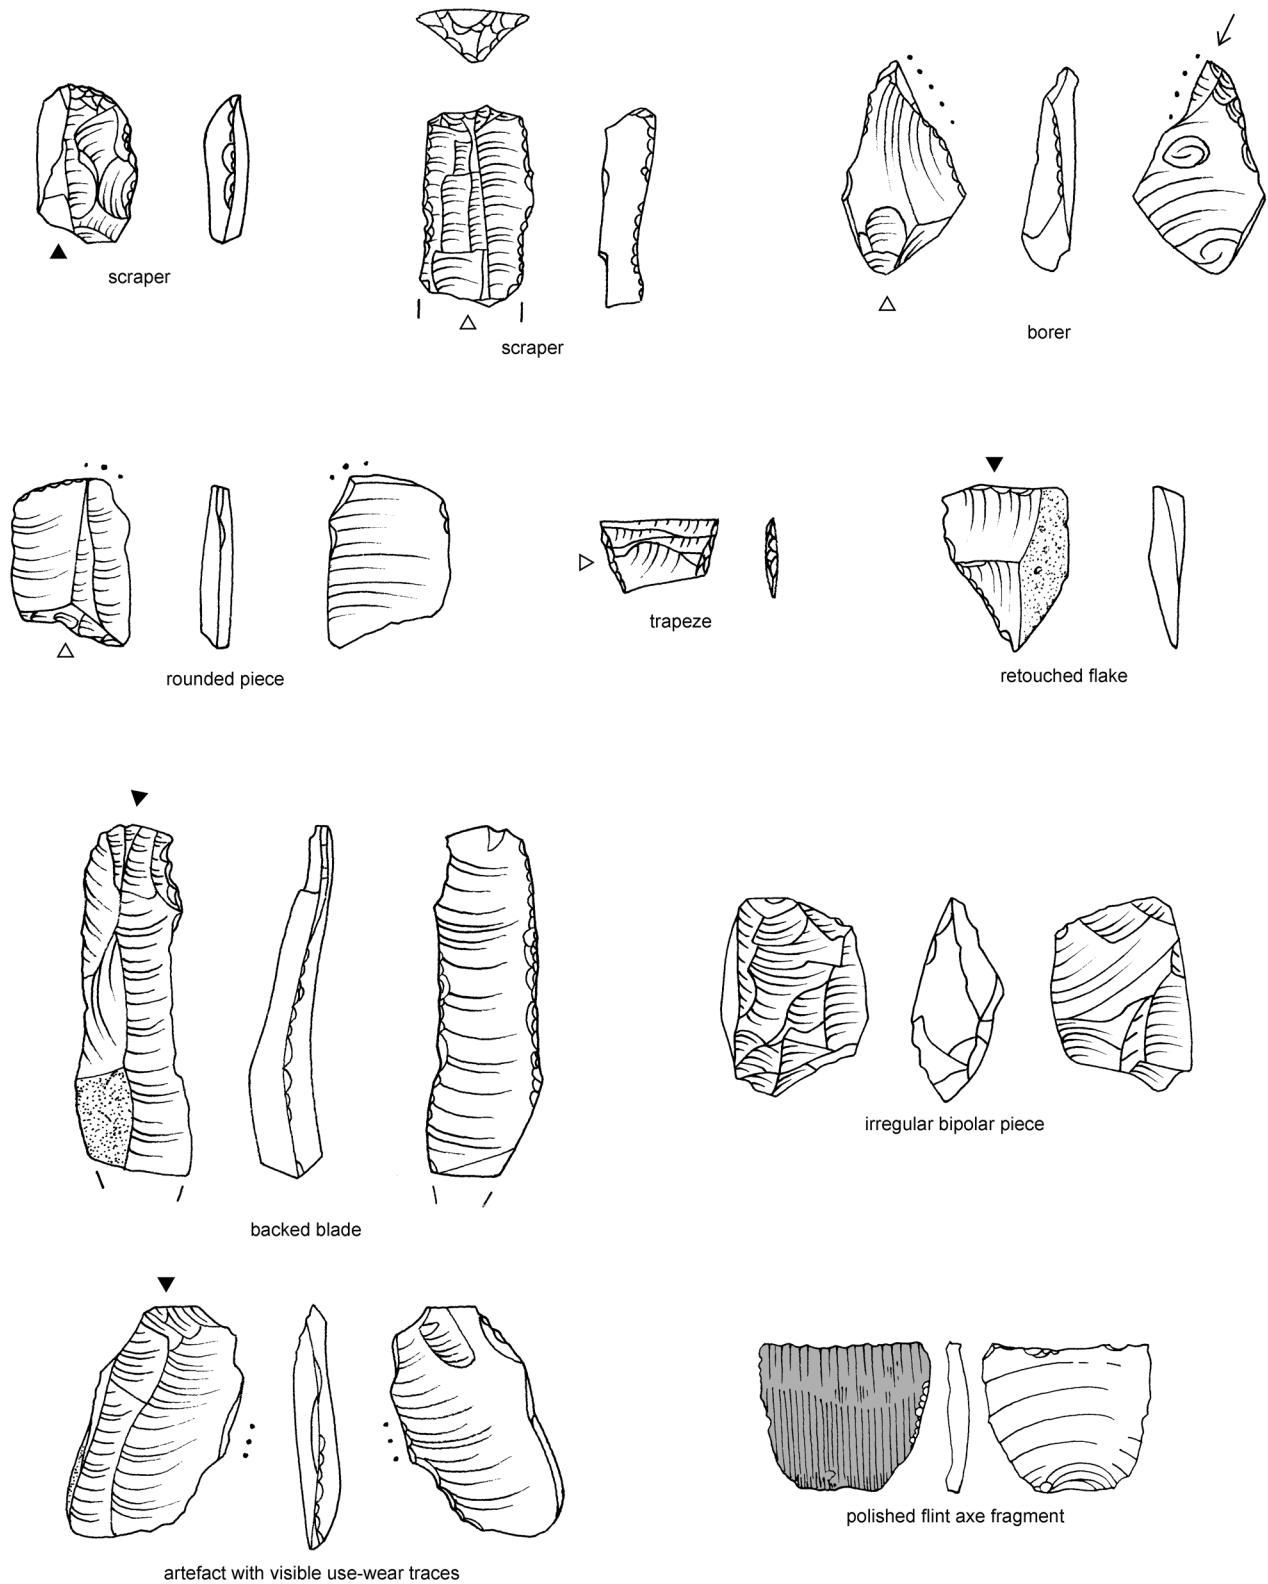 scraper
scraper
borer
rounded piece
trapeze
retouched flake
backed blade
irregular bipolar piece
artefact with visible use-wear traces
polished flint axe fragment